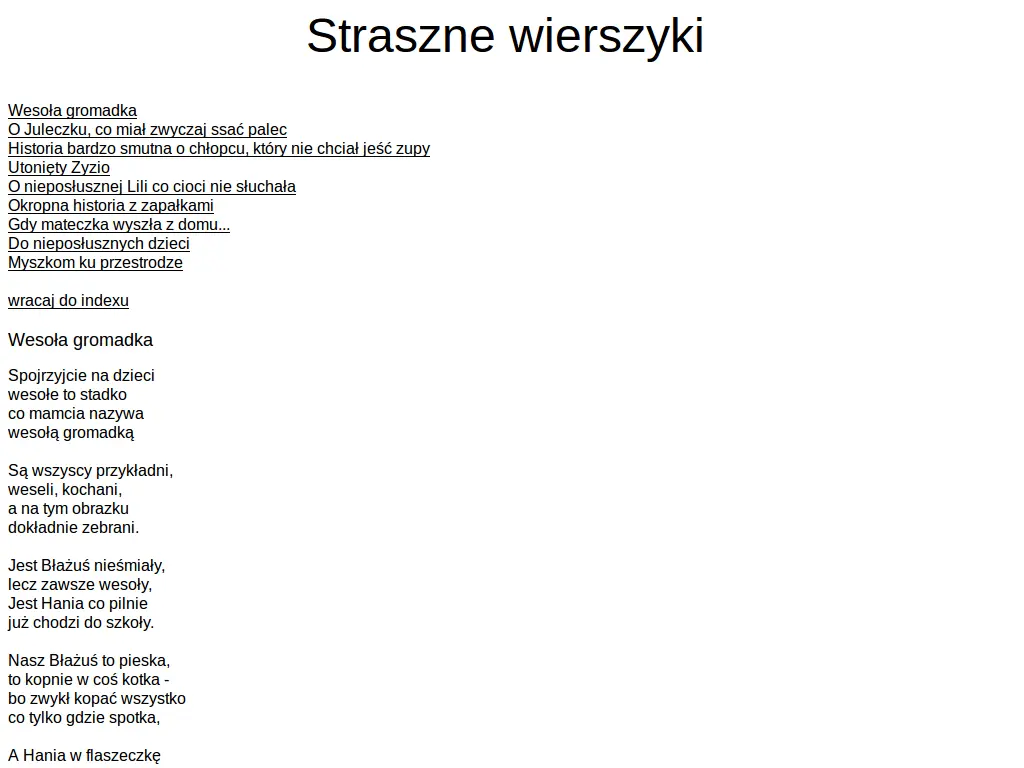 Straszne wierszyki
Wesoła gromadka
O Juleczku, co miał zwyczaj ssać palec
Historia bardzo smutna o chłopcu, który nie chciał jeść zupy
Utonięty Zyzio
O nieposłusznej Lili co cioci nie słuchała
Okropna historia z zapałkami
Gdy mateczka wyszła z domu...
Do nieposłusznych dzieci
Myszkom ku przestrodze
wracaj do indexu
Wesoła gromadka
Spojrzyjcie na dzieci
wesołe to stadko
co mamcia nazywa
wesołą gromadką
Są wszyscy przykładni,
weseli, kochani,
a na tym obrazku
dokładnie zebrani.
Jest Błażuś nieśmiały,
lecz zawsze wesoły,
Jest Hania co pilnie
już chodzi do szkoły.
Nasz Błażuś to pieska,
to kopnie w coś kotka -
bo zwykł kopać wszystko
co tylko gdzie spotka,
A Hania w flaszeczkę